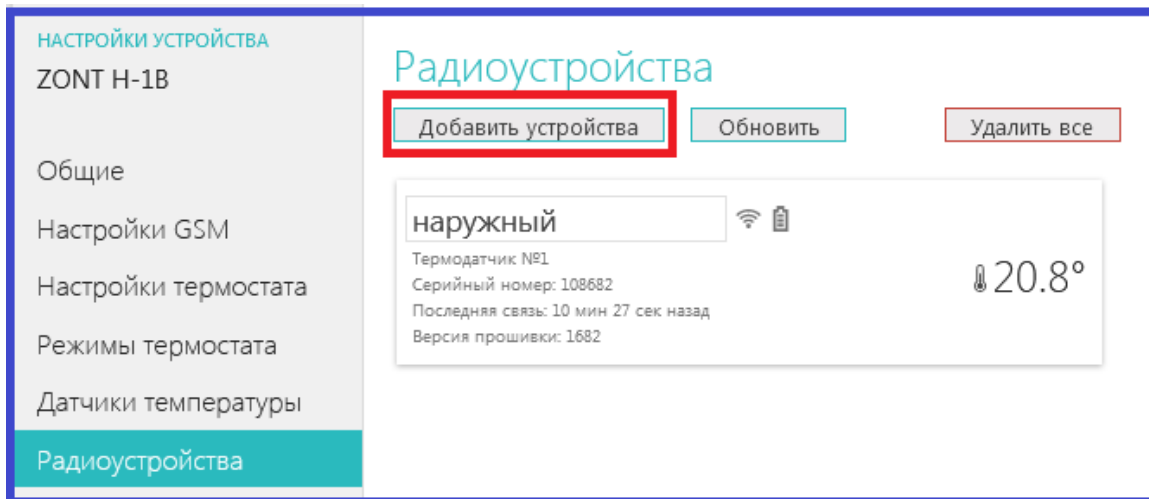 НАСТРОЙКИ УСТРОЙСТВА
ZONT H-1B
Общие
Настройки GSM
Настройки термостата
Режимы термостата
Датчики температуры
Радиоустройства
Радиоустройства
Добавить устройства
Обновить
Удалить все
наружный
Термодатчик №1
Серийный номер: 108682
Последняя связь: 10 мин 27 сек назад
Версия прошивки: 1682
20.8°